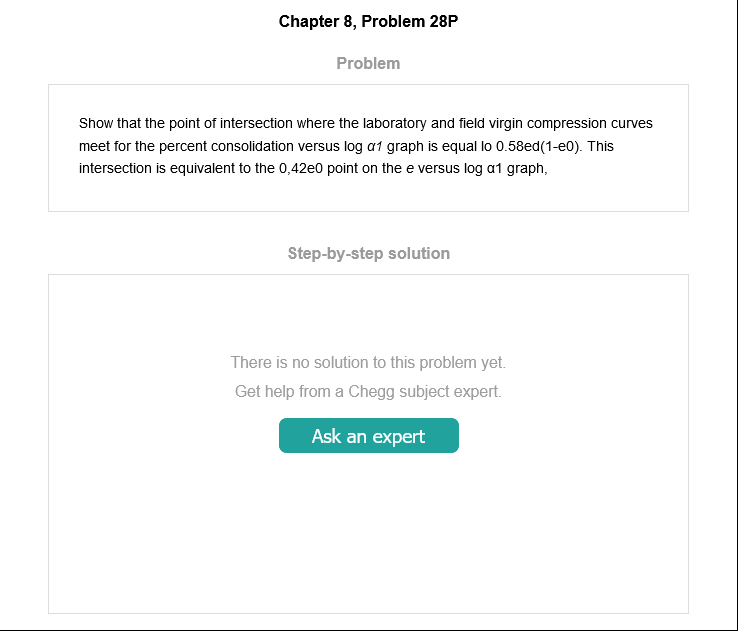 Chapter 8, Problem 28P
Problem
Show that the point of intersection where the laboratory and field virgin compression curves
meet for the percent consolidation versus log α1 graph is equal lo 0.58ed(1-e0). This
intersection is equivalent to the 0,42e0 point on the e versus log α1 graph,
Step-by-step solution
There is no solution to this problem yet.
Get help from a Chegg subject expert.
Ask an expert